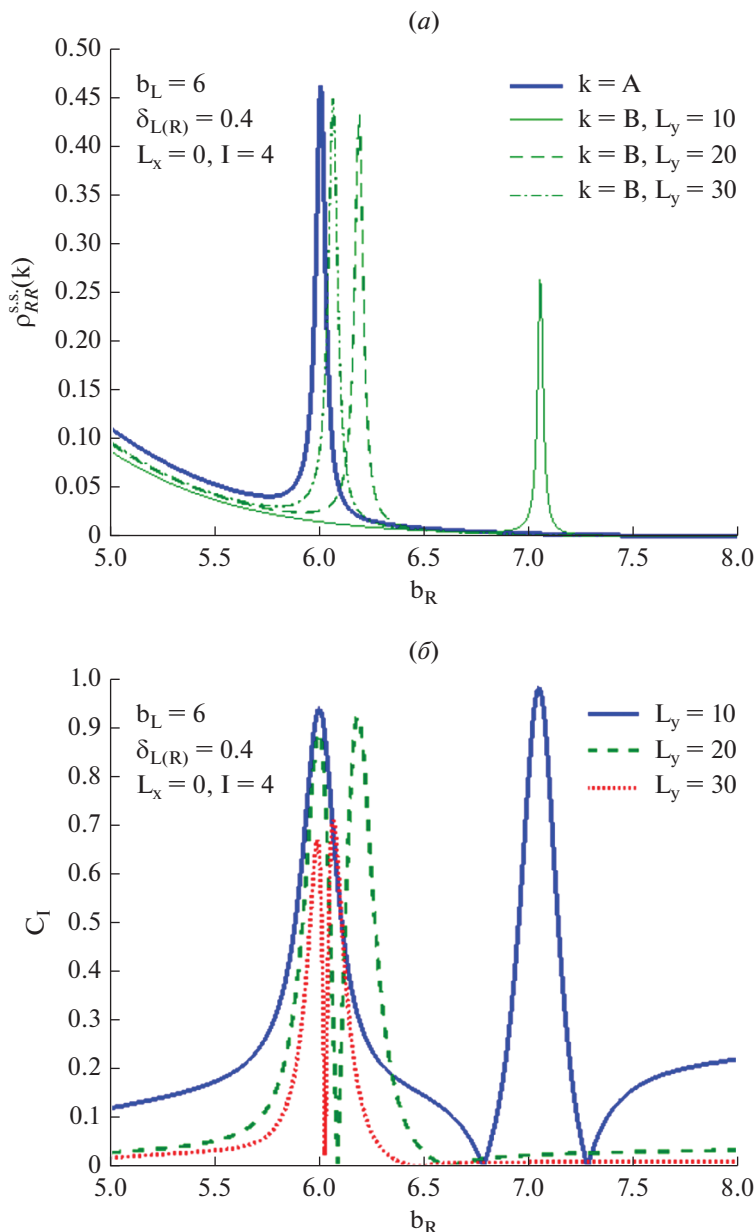 (a)
0.50
0.45
0.40
0.35
0.30
0.25
0.20
0.15
0.10
0.05
0
ρ_RR^s.s.(k)
b_L = 6
δ_L(R) = 0.4
L_x = 0, I = 4
k = A
k = B, L_y = 10
k = B, L_y = 20
k = B, L_y = 30
5.0 5.5 6.0 6.5 7.0 7.5 8.0
b_R
(б)
1.0
0.9
0.8
0.7
0.6
0.5
0.4
0.3
0.2
0.1
0
C_I
b_L = 6
δ_L(R) = 0.4
L_x = 0, I = 4
L_y = 10
L_y = 20
L_y = 30
5.0 5.5 6.0 6.5 7.0 7.5 8.0
b_R